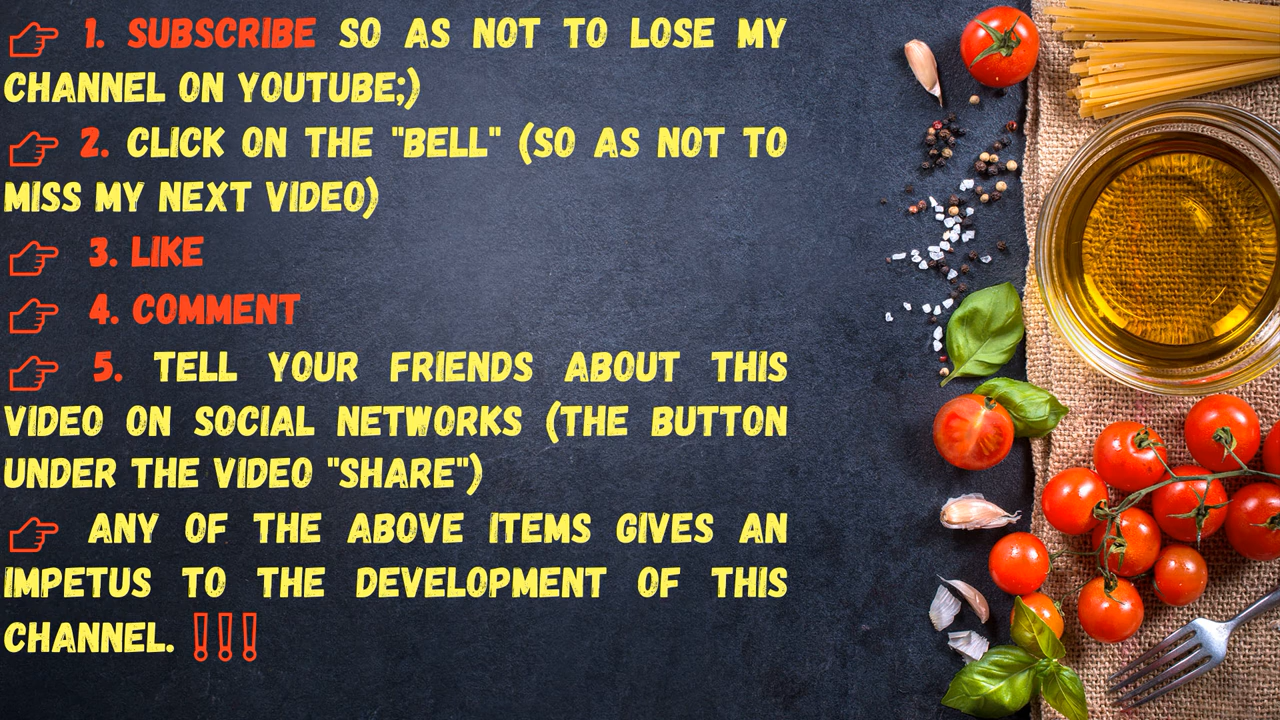 👉 1. SUBSCRIBE SO AS NOT TO LOSE MY
CHANNEL ON YOUTUBE;)
👉 2. CLICK ON THE "BELL" (SO AS NOT TO
MISS MY NEXT VIDEO)
👉 3. LIKE
👉 4. COMMENT
👉 5. TELL YOUR FRIENDS ABOUT THIS
VIDEO ON SOCIAL NETWORKS (THE BUTTON
UNDER THE VIDEO "SHARE")
👉 ANY OF THE ABOVE ITEMS GIVES AN
IMPETUS TO THE DEVELOPMENT OF THIS
CHANNEL. !!!